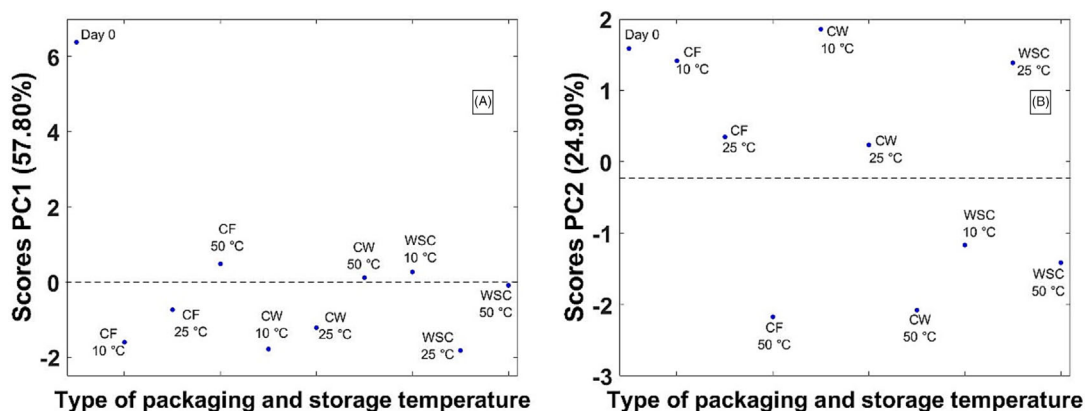 Scores PC1 (57.80%)
6
4
2
0
-2
Day 0
(A)
CF
50 °C
CW
50 °C
WSC
10 °C
CF
10 °C
CF
25 °C
CW
10 °C
CW
25 °C
WSC
25 °C
WSC
50 °C
Type of packaging and storage temperature
Scores PC2 (24.90%)
2
1
0
-1
-2
-3
Day 0
CF
10 °C
CW
10 °C
WSC
25 °C
(B)
CF
25 °C
CW
25 °C
WSC
10 °C
WSC
50 °C
CF
50 °C
CW
50 °C
Type of packaging and storage temperature